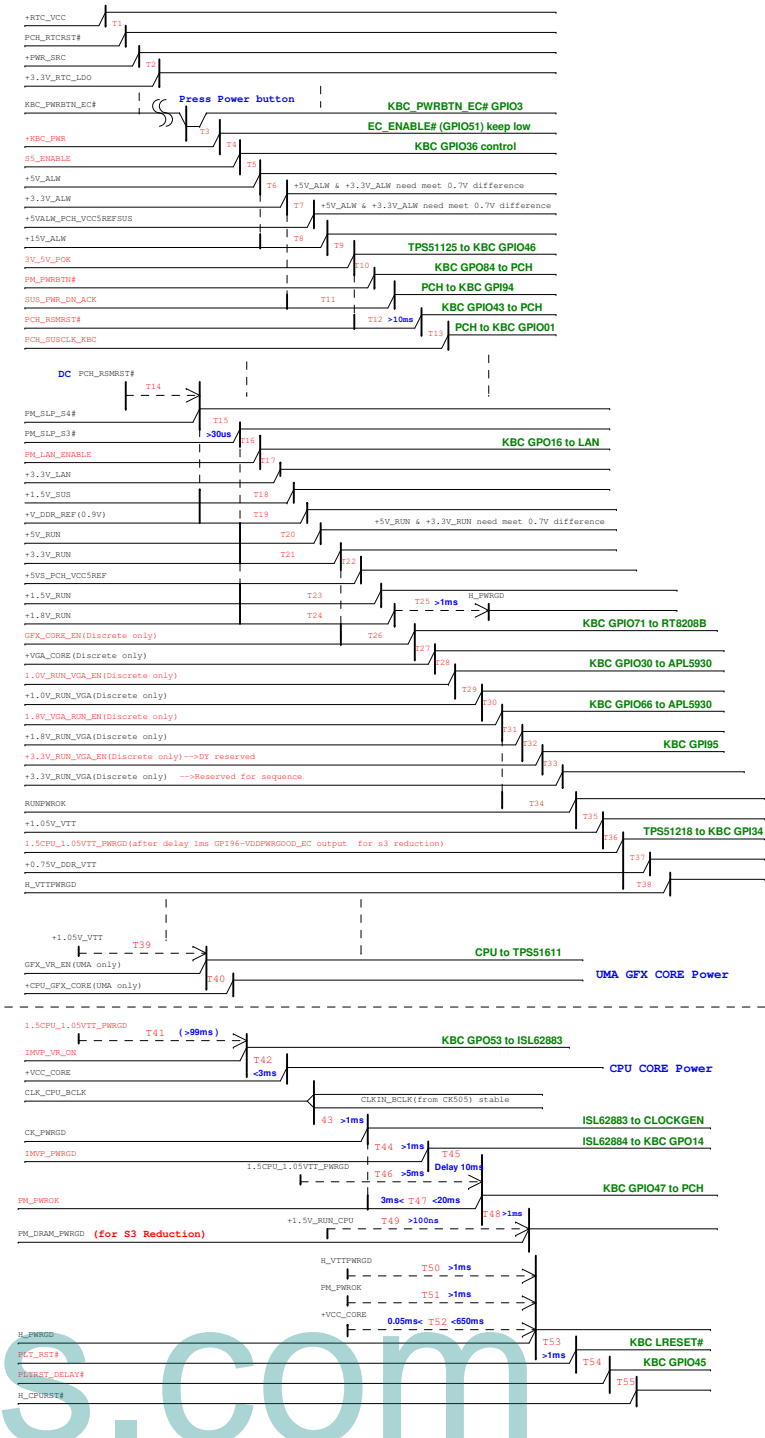 +RTC_VCC
T1
PCH_RTCRST#
+PWR_SRC
T2
+3.3V_RTC_LDO
Press Power button
KBC_PWRBTN_EC#
KBC_PWRBTN_EC# GPIO3
T3
EC_ENABLE# (GPIO51) keep low
+KBC_PWR
T4
KBC GPIO36 control
S5_ENABLE
T5
+5V_ALW
T6
+5V_ALW & +3.3V_ALW need meet 0.7V difference
+3.3V_ALW
T7
+5V_ALW & +3.3V_ALW need meet 0.7V difference
+5VALW_PCH_VCC5REFSUS
T8
+15V_ALW
T9
TPS51125 to KBC GPIO46
3V_5V_POK
T10
KBC GPO84 to PCH
PM_PWRBTN#
PCH to KBC GPI94
SUS_PWR_DN_ACK
T11
KBC GPIO43 to PCH
PCH_RSMRST#
T12 >10ms
PCH to KBC GPIO01
T13
PCH_SUSCLK_KBC
DC PCH_RSMRST#
T14
PM_SLP_S4#
T15
PM_SLP_S3#
>30us
T16
KBC GPO16 to LAN
PM_LAN_ENABLE
T17
+3.3V_LAN
+1.5V_SUS
T18
+V_DDR_REF(0.9V)
T19
+5V_RUN & +3.3V_RUN need meet 0.7V difference
+5V_RUN
T20
+3.3V_RUN
T21
T22
+5VS_PCH_VCC5REF
+1.5V_RUN
T23
T25 >1ms
H_PWRGD
+1.8V_RUN
T24
KBC GPIO71 to RT8208B
GFX_CORE_EN(Discrete only)
T26
T27
+VGA_CORE(Discrete only)
T28
KBC GPIO30 to APL5930
1.0V_RUN_VGA_EN(Discrete only)
T29
+1.0V_RUN_VGA(Discrete only)
T30
KBC GPIO66 to APL5930
1.8V_VGA_RUN_EN(Discrete only)
T31
+1.8V_RUN_VGA(Discrete only)
T32
KBC GPI95
+3.3V_RUN_VGA_EN(Discrete only)-->DY reserved
T33
+3.3V_RUN_VGA(Discrete only) -->Reserved for sequence
RUNPWROK
T34
T35
+1.05V_VTT
TPS51218 to KBC GPI34
1.5CPU_1.05VTT_PWRGD(after delay 1ms GPI96-VDDPWRGOOD_EC output for s3 reduction)
T36
T37
+0.75V_DDR_VTT
H_VTTPWRGD
T38
+1.05V_VTT
T39
CPU to TPS51611
GFX_VR_EN(UMA only)
T40
+CPU_GFX_CORE(UMA only)
UMA GFX CORE Power
1.5CPU_1.05VTT_PWRGD
T41 (>99ms)
KBC GPO53 to ISL62883
IMVP_VR_ON
T42
CPU CORE Power
+VCC_CORE
<3ms
CLK_CPU_BCLK
CLKIN_BCLK(from CK505) stable
43 >1ms
ISL62883 to CLOCKGEN
CK_PWRGD
T44 >1ms
ISL62884 to KBC GPO14
IMVP_PWRGD
T45
1.5CPU_1.05VTT_PWRGD
Delay 10ms
T46 >5ms
KBC GPIO47 to PCH
PM_PWROK
3ms< T47 <20ms
T48 >1ms
+1.5V_RUN_CPU
T49 >100ns
PM_DRAM_PWRGD (for S3 Reduction)
H_VTTPWRGD
T50 >1ms
PM_PWROK
T51 >1ms
+VCC_CORE
0.05ms< T52 <650ms
H_PWRGD
T53
KBC LRESET#
PLT_RST#
>1ms
T54
KBC GPIO45
PLTRST_DELAY#
T55
H_CPURST#
s.com